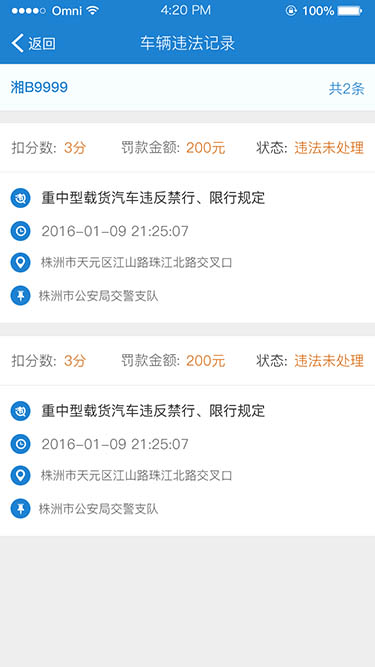 Omni 4:20 PM 100%
返回 车辆违法记录
湘B9999 共2条
扣分数: 3分 罚款金额: 200元 状态: 违法未处理
重中型载货汽车违反禁行、限行规定
2016-01-09 21:25:07
株洲市天元区江山路珠江北路交叉口
株洲市公安局交警支队
扣分数: 3分 罚款金额: 200元 状态: 违法未处理
重中型载货汽车违反禁行、限行规定
2016-01-09 21:25:07
株洲市天元区江山路珠江北路交叉口
株洲市公安局交警支队